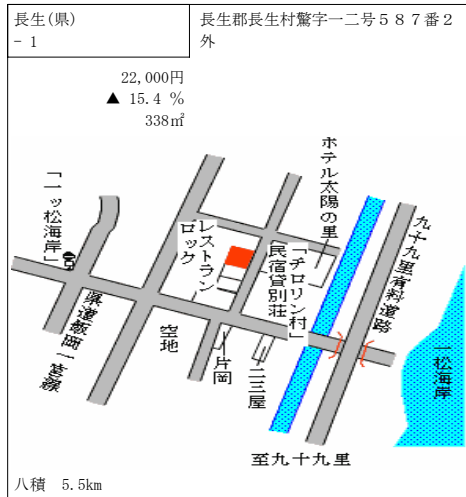 長生(県)
- 1
長生郡長生村驚字一二号５８７番２
外
22,000円
▲ 15.4 %
338㎡
ホテル太陽の里
「一ッ松海岸」
レストラン
ロック
「チロリン村」
民宿貸別荘
九十九里有料道路
県道飯岡一宮線
空地
片岡
二三屋
一松海岸
至九十九里
八積 5.5km